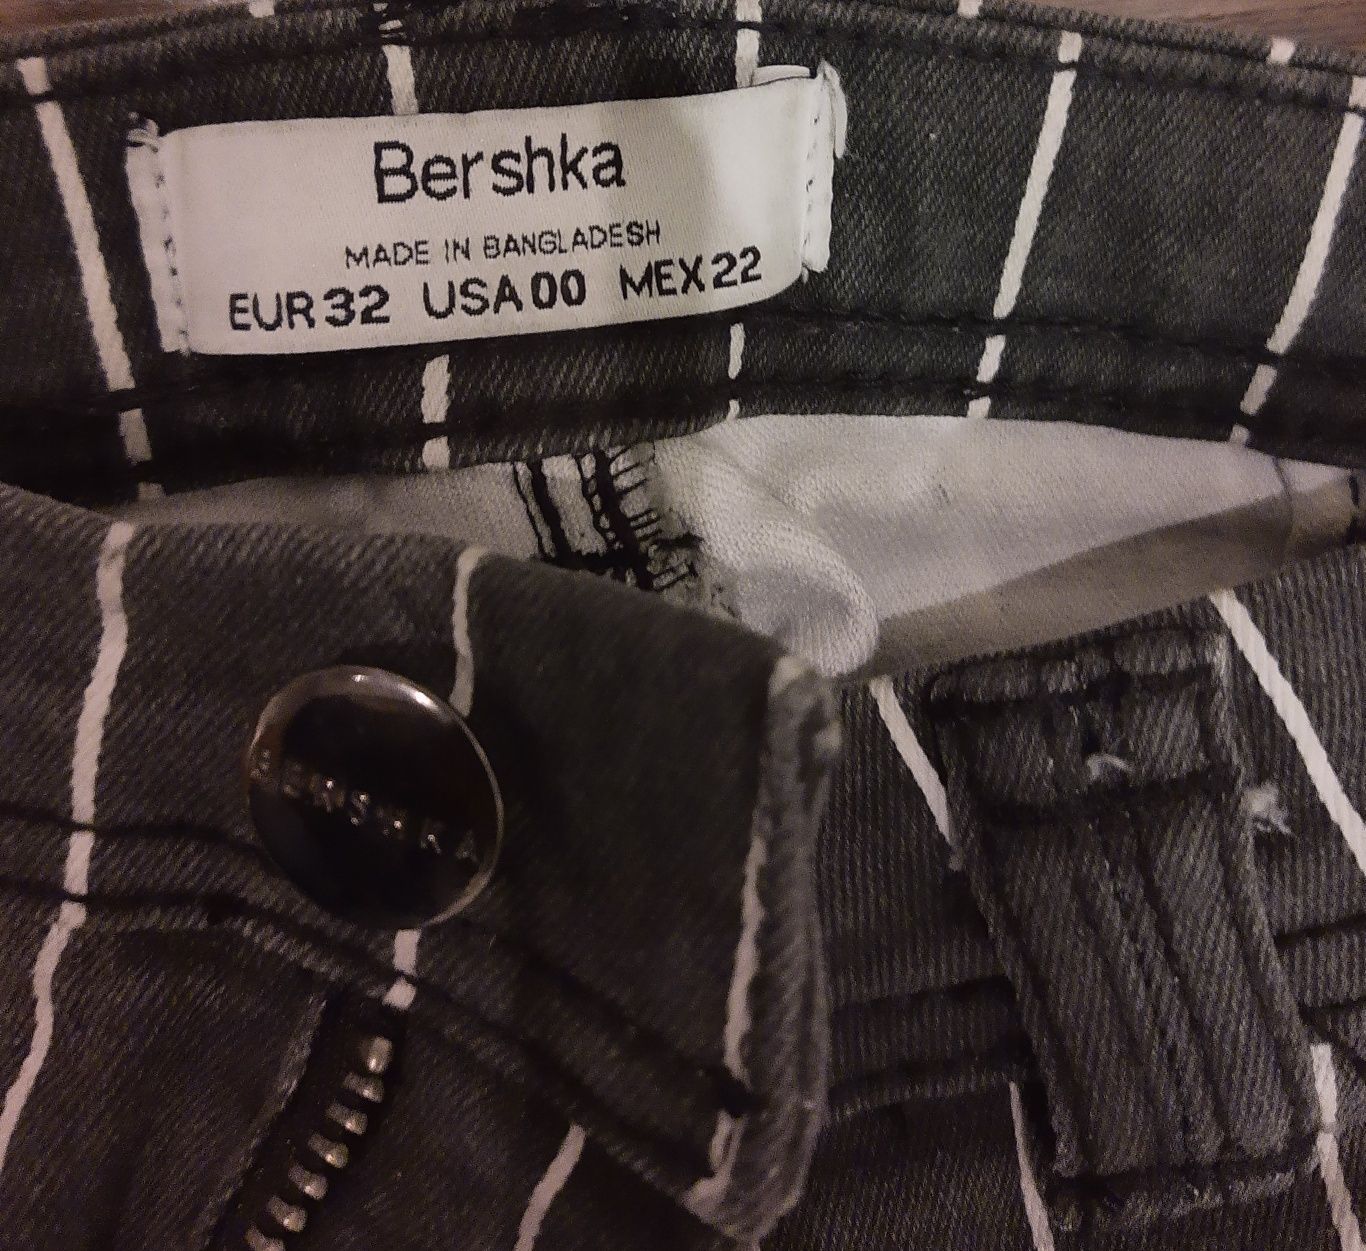 Bershka
MADE IN BANGLADESH
EUR 32 USA 00 MEX 22
BERSHKA